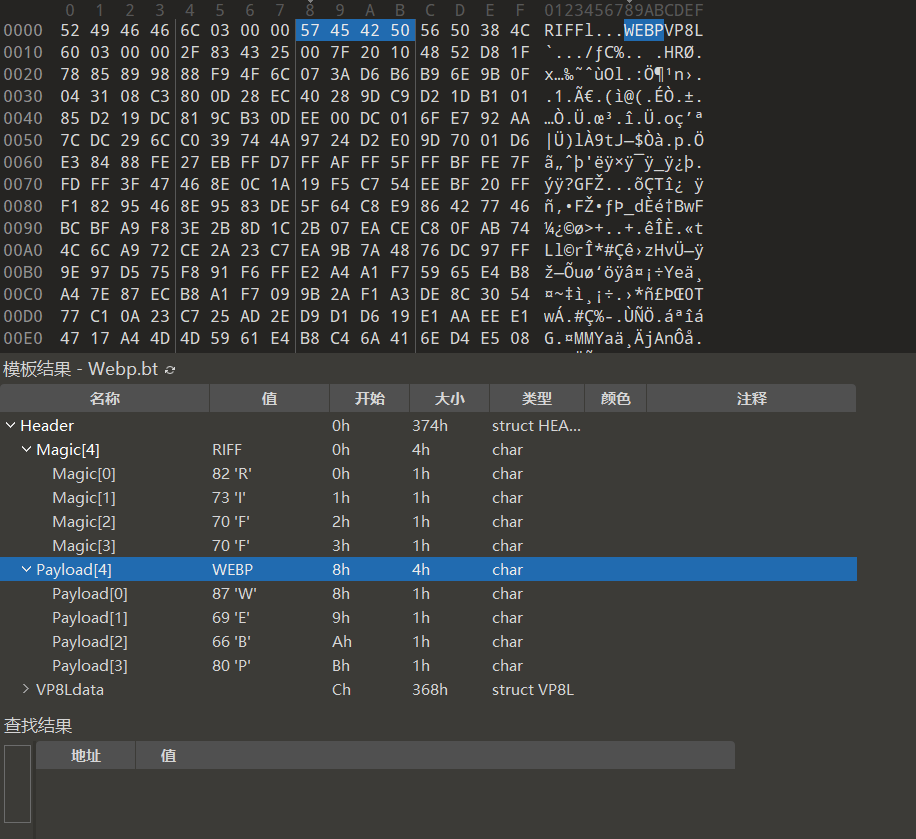 0 1 2 3 4 5 6 7 8 9 A B C D E F 0123456789ABCDEF
0000 52 49 46 46 6C 03 00 00 57 45 42 50 56 50 38 4C RIFFl...WEBPVP8L
0010 60 03 00 00 2F 83 43 25 00 7F 20 10 48 52 D8 1F `.../ƒC%.. .HRØ.
0020 78 85 89 98 88 F9 4F 6C 07 3A D6 B6 B9 6E 9B 0F x…‰˜ˆùOl.:Ö¶¹n›.
0030 04 31 08 C3 80 0D 28 EC 40 28 9D C9 D2 1D B1 01 .1.Ã€.(ì@(.ÉÒ.±.
0040 85 D2 19 DC 81 9C B3 0D EE 00 DC 01 6F E7 92 AA …Ò.Ü.œ³.î.Ü.oç’ª
0050 7C DC 29 6C C0 39 74 4A 97 24 D2 E0 9D 70 01 D6 |Ü)lÀ9tJ—$Òà.p.Ö
0060 E3 84 88 FE 27 EB FF D7 FF AF FF 5F FF BF FE 7F ã„ˆþ'ëÿ×ÿ¯ÿ_ÿ¿þ.
0070 FD FF 3F 47 46 8E 0C 1A 19 F5 C7 54 EE BF 20 FF ýÿ?GFŽ...õÇTî¿ ÿ
0080 F1 82 95 46 8E 95 83 DE 5F 64 C8 E9 86 42 77 46 ñ‚•FŽ•ƒÞ_dÈé†BwF
0090 BC BF A9 F8 3E 2B 8D 1C 2B 07 EA CE C8 0F AB 74 ¼¿©ø>+..+.êÎÈ.«t
00A0 4C 6C A9 72 CE 2A 23 C7 EA 9B 7A 48 76 DC 97 FF Ll©rÎ*#Çê›zHvÜ—ÿ
00B0 9E 97 D5 75 F8 91 F6 FF E2 A4 A1 F7 59 65 E4 B8 ž—Õuø‘öÿâ¤¡÷Yeä¸
00C0 A4 7E 87 EC B8 A1 F7 09 9B 2A F1 A3 DE 8C 30 54 ¤~‡ì¸¡÷.›*ñ£ÞŒ0T
00D0 77 C1 0A 23 C7 25 AD 2E D9 D1 D6 19 E1 AA EE E1 wÁ.#Ç%-.ÙÑÖ.áªîá
00E0 47 17 A4 4D 4D 59 61 E4 B8 C4 6A 41 6E D4 E5 08 G.¤MMYaä¸ÄjAnÔå.
模板结果 - Webp.bt
名称 值 开始 大小 类型 颜色 注释
Header 0h 374h struct HEA...
Magic[4] RIFF 0h 4h char
Magic[0] 82 'R' 0h 1h char
Magic[1] 73 'I' 1h 1h char
Magic[2] 70 'F' 2h 1h char
Magic[3] 70 'F' 3h 1h char
Payload[4] WEBP 8h 4h char
Payload[0] 87 'W' 8h 1h char
Payload[1] 69 'E' 9h 1h char
Payload[2] 66 'B' Ah 1h char
Payload[3] 80 'P' Bh 1h char
VP8Ldata Ch 368h struct VP8L
查找结果
地址 值